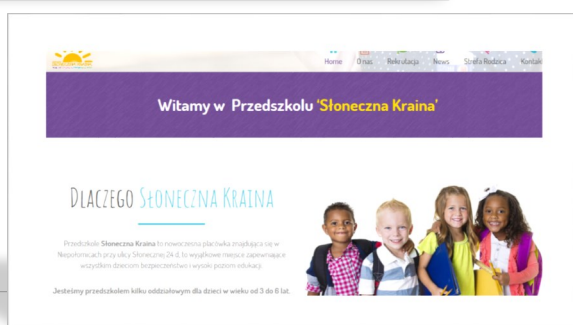 Home O nas Rekrutacja News Strefa Rodzica Kontakt
Witamy w Przedszkolu ‘Słoneczna Kraina’
Dlaczego Słoneczna Kraina
Przedszkole Słoneczna Kraina to nowoczesna placówka znajdująca się w
Niepołomicach przy ulicy Słonecznej 24 d, to wyjątkowe miejsce zapewniające
wszystkim dzieciom bezpieczeństwo i wysoki poziom edukacji.
Jesteśmy przedszkolem kilku oddziałowym dla dzieci w wieku od 3 do 6 lat